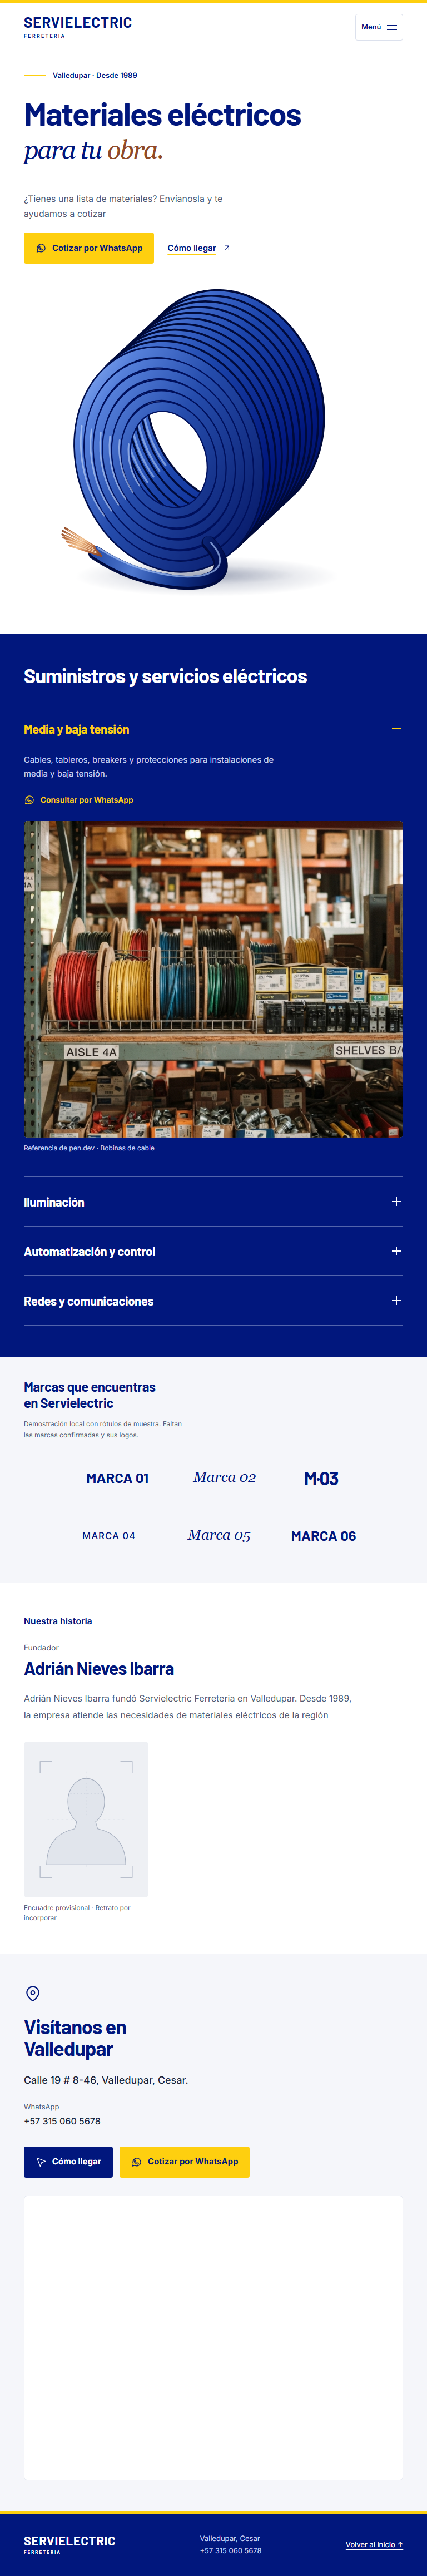 SERVIELECTRIC
FERRETERIA
Menú
Valledupar · Desde 1989
Materiales eléctricos
para tu obra.
¿Tienes una lista de materiales? Envíanosla y te
ayudamos a cotizar
Cotizar por WhatsApp
Cómo llegar ↗
Suministros y servicios eléctricos
Media y baja tensión
Cables, tableros, breakers y protecciones para instalaciones de
media y baja tensión.
Consultar por WhatsApp
AISLE 4A
SHELVES B/
Referencia de pen.dev · Bobinas de cable
Iluminación
Automatización y control
Redes y comunicaciones
Marcas que encuentras
en Servielectric
Demostración local con rótulos de muestra. Faltan
las marcas confirmadas y sus logos.
MARCA 01
Marca 02
M·03
MARCA 04
Marca 05
MARCA 06
Nuestra historia
Fundador
Adrián Nieves Ibarra
Adrián Nieves Ibarra fundó Servielectric Ferreteria en Valledupar. Desde 1989,
la empresa atiende las necesidades de materiales eléctricos de la región
Encuadre provisional · Retrato por
incorporar
Visítanos en
Valledupar
Calle 19 # 8-46, Valledupar, Cesar.
WhatsApp
+57 315 060 5678
Cómo llegar
Cotizar por WhatsApp
SERVIELECTRIC
FERRETERIA
Valledupar, Cesar
+57 315 060 5678
Volver al inicio ↑